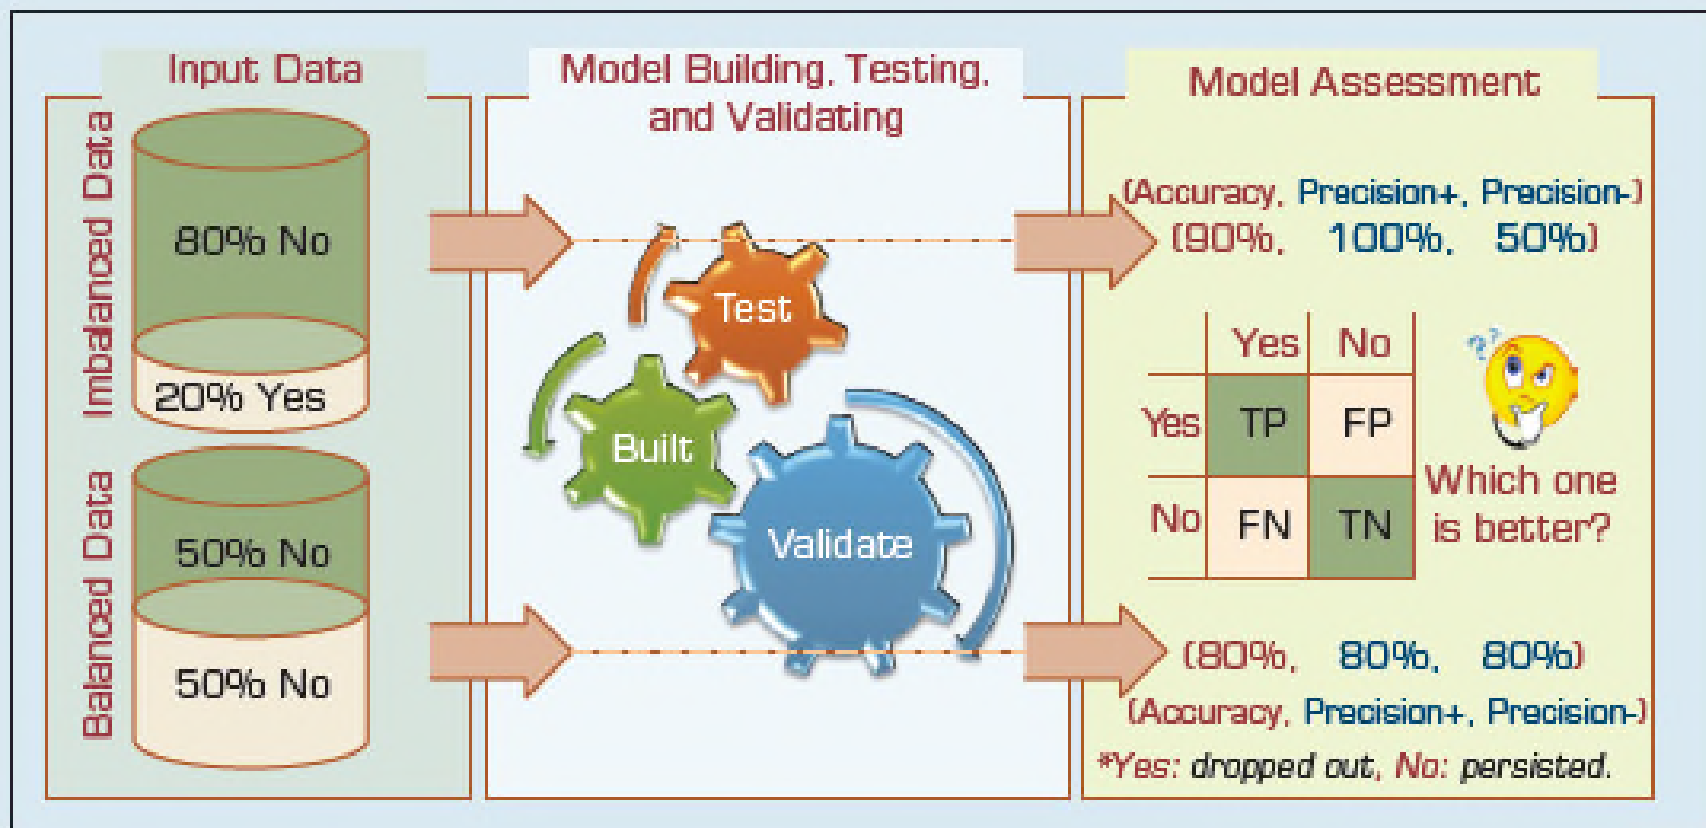 Input Data
Imbalanced Data
80% No
20% Yes
Balanced Data
50% No
50% No
Model Building, Testing,
and Validating
Test
Built
Validate
Model Assessment
(Accuracy, Precision+, Precision-)
(90%, 100%, 50%)
Yes No
Yes TP FP
No FN TN
??
Which one
is better?
(80%, 80%, 80%)
(Accuracy, Precision+, Precision-)
*Yes: dropped out, No: persisted.